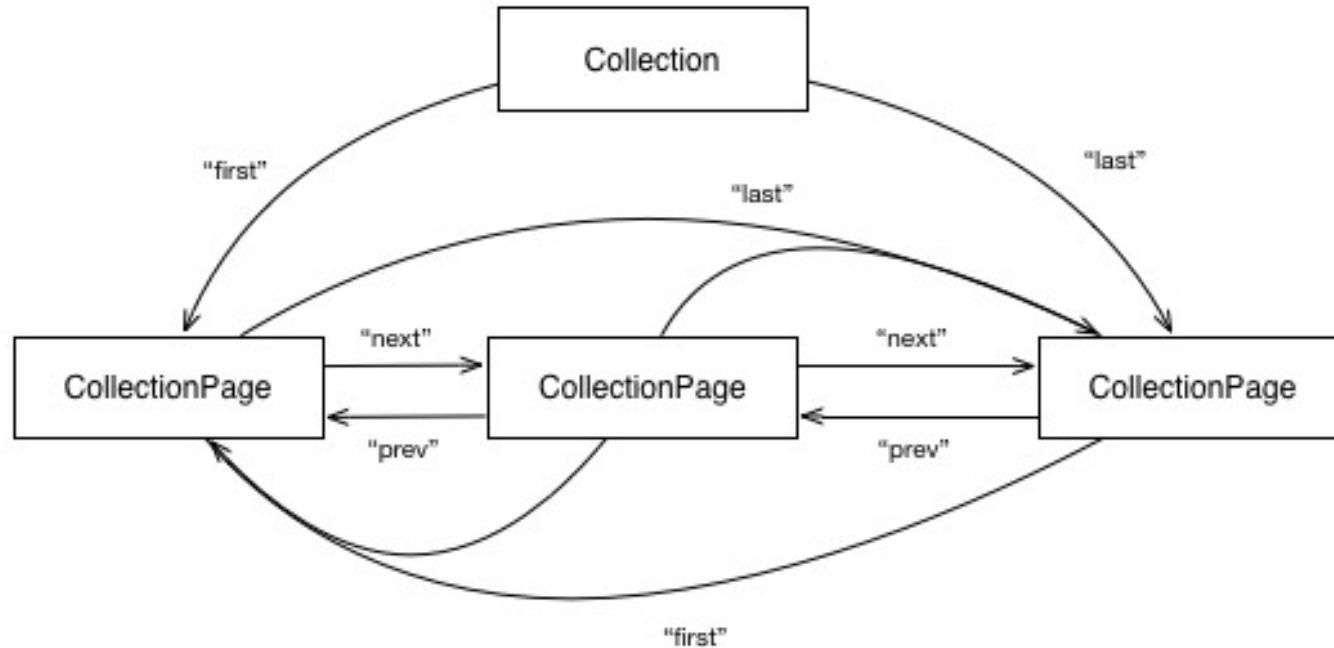 Collection
“first”
“last”
“last”
“next”
“next”
CollectionPage
CollectionPage
CollectionPage
“prev”
“prev”
“first”